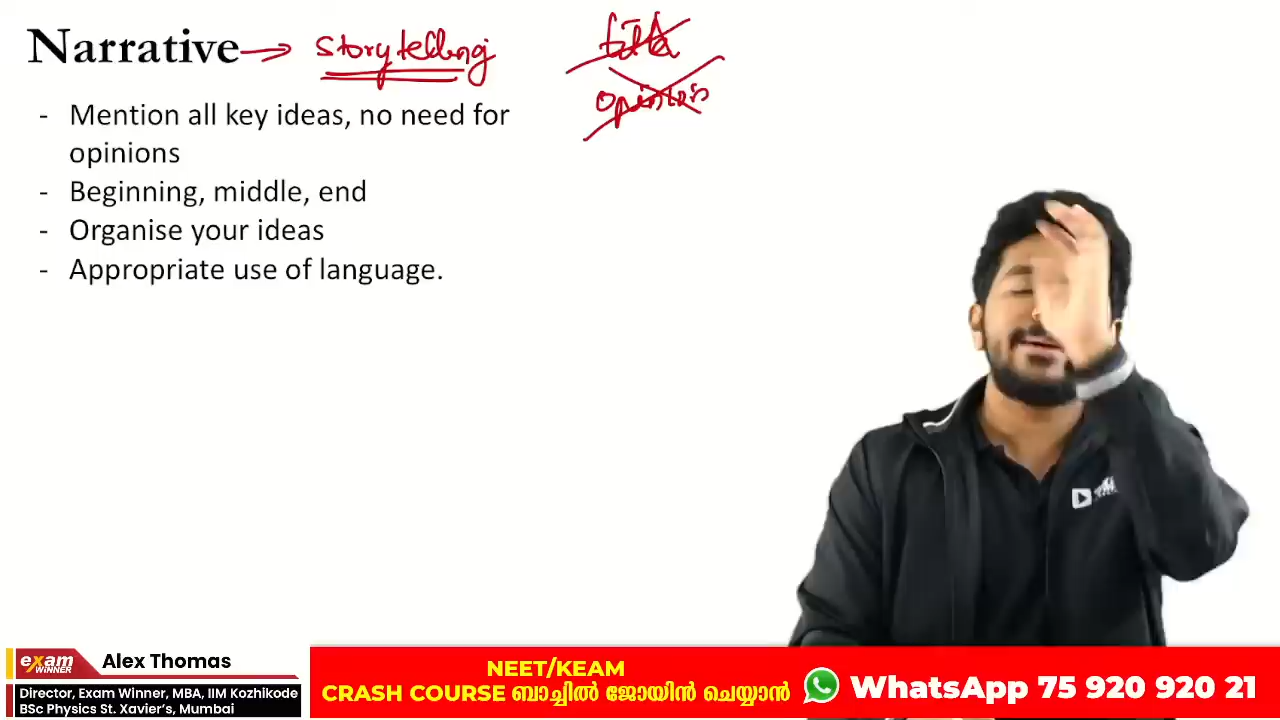 Narrative → storytelling
opinions
- Mention all key ideas, no need for
opinions
- Beginning, middle, end
- Organise your ideas
- Appropriate use of language.
exam
WINNER
Alex Thomas
Director, Exam Winner, MBA, IIM Kozhikode
BSc Physics St. Xavier's, Mumbai
NEET/KEAM
CRASH COURSE ബാച്ചിൽ ജോയിൻ ചെയ്യാൻ
WhatsApp 75 920 920 21